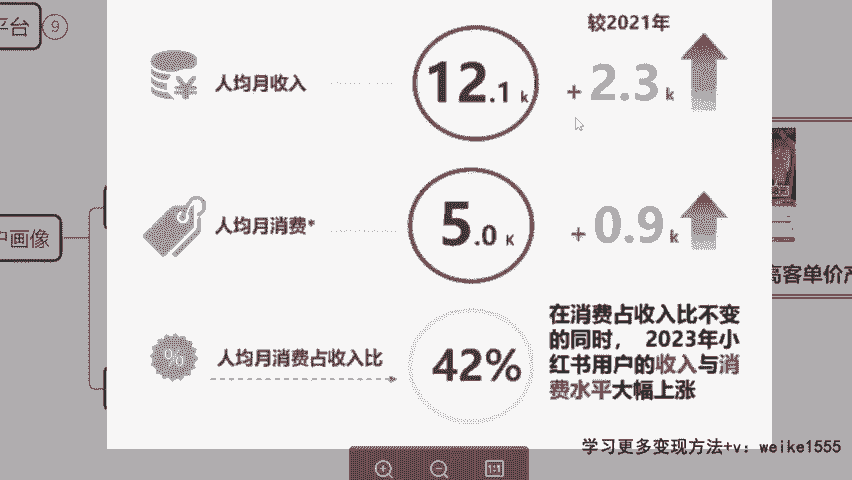 平台
9
较2021年
人均月收入
12.1 k
+2.3 k
人均月消费*
5.0 K
+0.9 k
户画像
高客单价产
%
人均月消费占收入比
42%
在消费占收入比不变
的同时， 2023年小
红书用户的收入与消
费水平大幅上涨
学习更多变现方法+v：weike1555
1:1